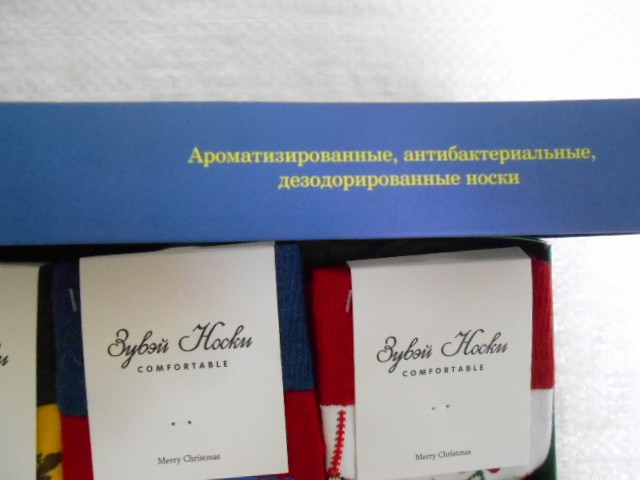 Ароматизированные, антибактериальные,
дезодорированные носки
Зувэй Носки
COMFORTABLE
Merry Christmas
Зувэй Носки
COMFORTABLE
Merry Christmas